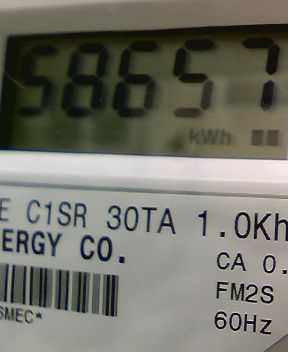 58657
kWh
E C1SR 30TA 1.0Kh
ERGY CO.
CA 0.
FM2S
60Hz
SMEC*